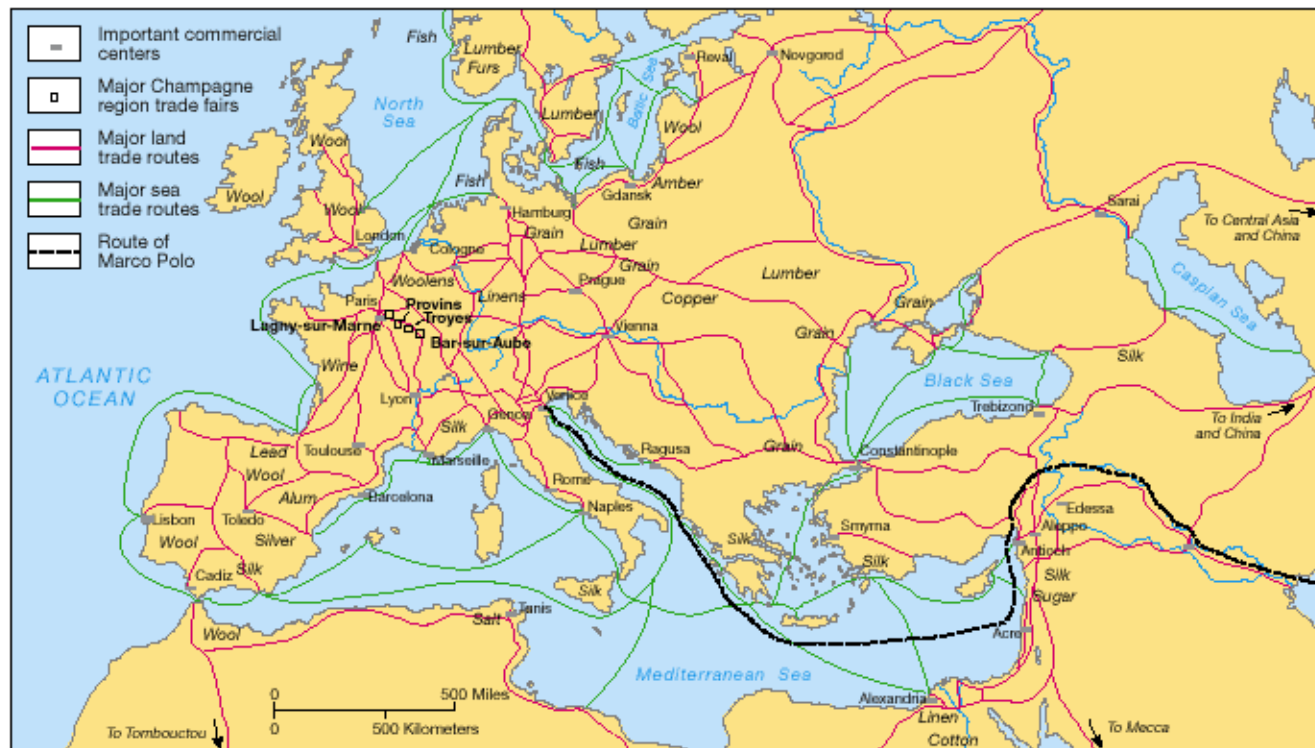 Important commercial
centers
Major Champagne
region trade fairs
Major land
trade routes
Major sea
trade routes
Route of
Marco Polo
Fish
Lumber
Furs
North
Sea
Lumber
Baltic Sea
Reval
Novgorod
Wool
Wool
Wool
Wool
Fish
Fish
Amber
Gdansk
Hamburg
Grain
Grain
London
Cologne
Lumber
Grain
Sarai
To Central Asia
and China
Caspian Sea
Woolens
Linens
Prague
Lumber
Copper
Grain
Paris
Provins
Troyes
Lagny-sur-Marne
Bar-sur-Aube
Vienna
Grain
Silk
Wine
ATLANTIC
OCEAN
Black Sea
Lyon
Venice
Genoa
Trebizond
To India
and China
Silk
Lead
Toulouse
Marseille
Ragusa
Grain
Constantinople
Wool
Alum
Barcelona
Rome
Naples
Edessa
Lisbon
Toledo
Smyrna
Aleppo
Wool
Silver
Silk
Antioch
Silk
Silk
Cadiz
Silk
Silk
Sugar
Tanis
Salt
Wool
Acre
Mediterranean Sea
0
500 Miles
0
500 Kilometers
Alexandria
Linen
Cotton
To Tombouctou
To Mecca